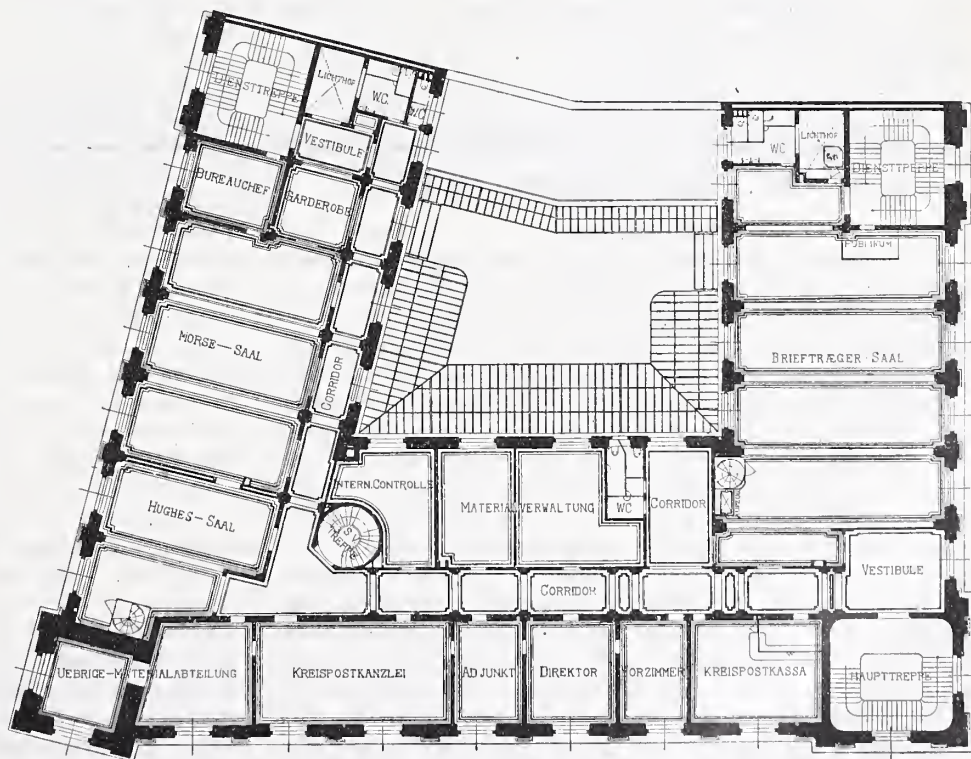 DIENSTTREPPE
LICHTHOF
W.C.
WC
VESTIBULE
BUREAUCHEF
GARDEROBE
MORSE-SAAL
CORRIDOR
HUGHES-SAAL
WC
LICHTHOF
DIENSTTREPPE
PUBLIKUM
BRIEFTRÆGER-SAAL
INTERN. CONTROLLE
MATERIALVERWALTUNG
WC
CORRIDOR
CORRIDOR
VESTIBULE
UEBRIGE-MATERIALABTEILUNG
KREISPOSTKANZLEI
ADJUNKT
DIREKTOR
VORZIMMER
KREISPOSTKASSA
HAUPTTREPPE